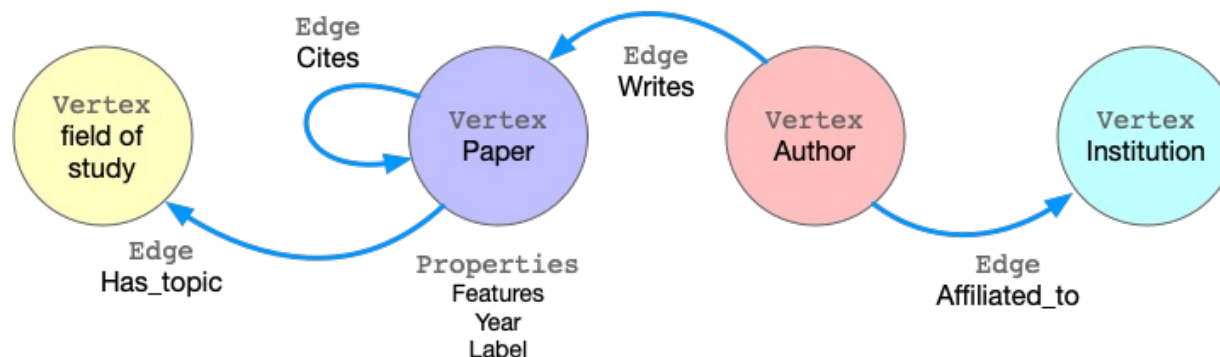 Edge
Cites
Edge
Writes
Vertex
field of
study
Vertex
Paper
Vertex
Author
Vertex
Institution
Edge
Has_topic
Properties
Features
Year
Label
Edge
Affiliated_to